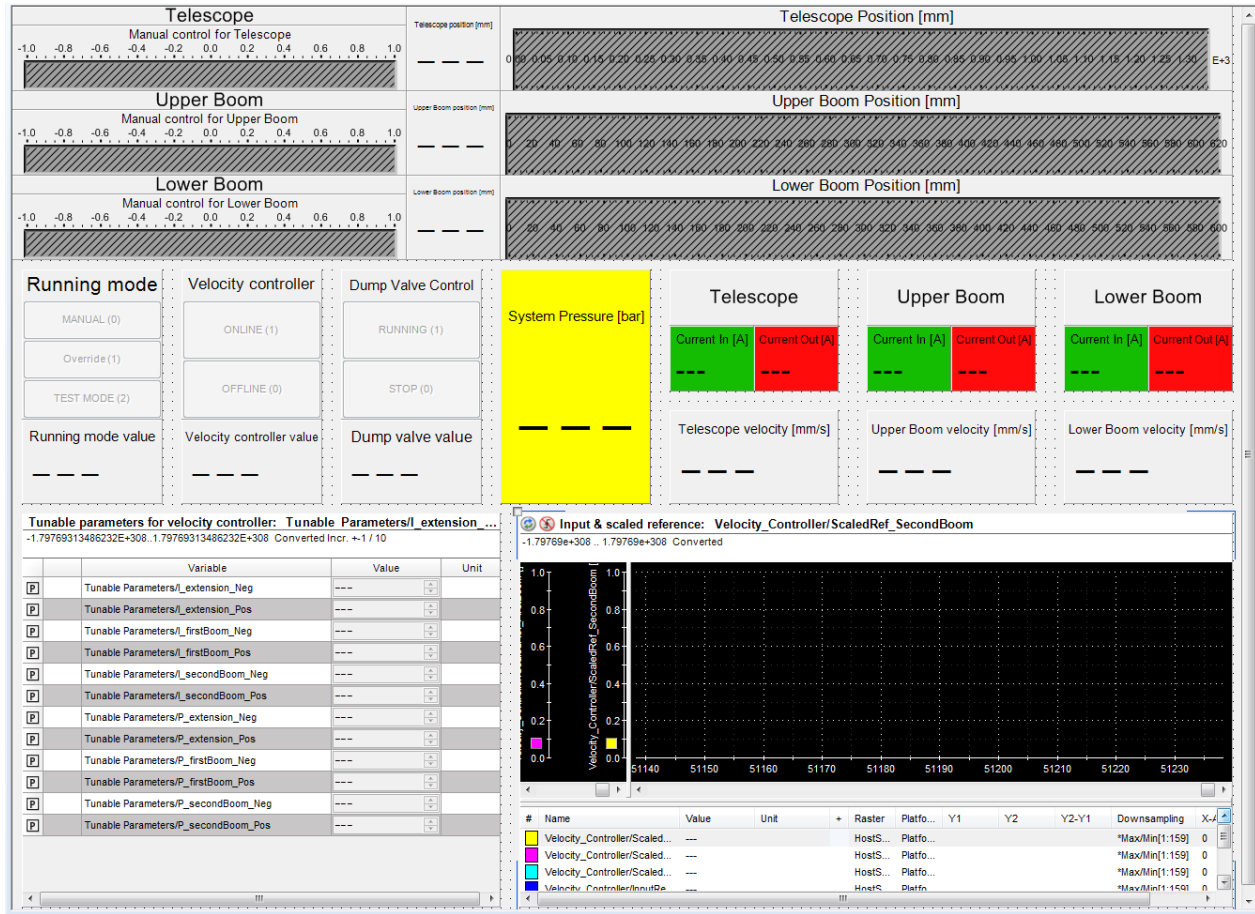 Telescope
Manual control for Telescope
-1.0 -0.8 -0.6 -0.4 -0.2 0.0 0.2 0.4 0.6 0.8 1.0
Telescope position [mm]
— — —
Telescope Position [mm]
0.00 0.05 0.10 0.15 0.20 0.25 0.30 0.35 0.40 0.45 0.50 0.55 0.60 0.65 0.70 0.75 0.80 0.85 0.90 0.95 1.00 1.05 1.10 1.15 1.20 1.25 1.30 E+3
Upper Boom
Manual control for Upper Boom
-1.0 -0.8 -0.6 -0.4 -0.2 0.0 0.2 0.4 0.6 0.8 1.0
Upper Boom position [mm]
— — —
Upper Boom Position [mm]
0 20 40 60 80 100 120 140 160 180 200 220 240 260 280 300 320 340 360 380 400 420 440 460 480 500 520 540 560 580 600 620
Lower Boom
Manual control for Lower Boom
-1.0 -0.8 -0.6 -0.4 -0.2 0.0 0.2 0.4 0.6 0.8 1.0
Lower Boom position [mm]
— — —
Lower Boom Position [mm]
0 20 40 60 80 100 120 140 160 180 200 220 240 260 280 300 320 340 360 380 400 420 440 460 480 500 520 540 560 580 600
Running mode
MANUAL (0)
Override (1)
TEST MODE (2)
Running mode value
— — —
Velocity controller
ONLINE (1)
OFFLINE (0)
Velocity controller value
— — —
Dump Valve Control
RUNNING (1)
STOP (0)
Dump valve value
— — —
System Pressure [bar]
— — —
Telescope
Current In [A] Current Out [A]
--- ---
Telescope velocity [mm/s]
— — —
Upper Boom
Current In [A] Current Out [A]
--- ---
Upper Boom velocity [mm/s]
— — —
Lower Boom
Current In [A] Current Out [A]
--- ---
Lower Boom velocity [mm/s]
— — —
Tunable parameters for velocity controller: Tunable Parameters/I_extension_...
-1.79769313486232E+308..1.79769313486232E+308 Converted Incr. +-1 / 10
Variable Value Unit
P Tunable Parameters/I_extension_Neg ---
P Tunable Parameters/I_extension_Pos ---
P Tunable Parameters/I_firstBoom_Neg ---
P Tunable Parameters/I_firstBoom_Pos ---
P Tunable Parameters/I_secondBoom_Neg ---
P Tunable Parameters/I_secondBoom_Pos ---
P Tunable Parameters/P_extension_Neg ---
P Tunable Parameters/P_extension_Pos ---
P Tunable Parameters/P_firstBoom_Neg ---
P Tunable Parameters/P_firstBoom_Pos ---
P Tunable Parameters/P_secondBoom_Neg ---
P Tunable Parameters/P_secondBoom_Pos ---
Input & scaled reference: Velocity_Controller/ScaledRef_SecondBoom
-1.79769e+308 .. 1.79769e+308 Converted
Velocity_Controller/ScaledRef_SecondBoom [
1.0 1.0
0.8 0.8
0.6 0.6
0.4 0.4
0.2 0.2
0.0 0.0
51140 51150 51160 51170 51180 51190 51200 51210 51220 51230
# Name Value Unit + Raster Platfo... Y1 Y2 Y2-Y1 Downsampling
Velocity_Controller/Scaled... --- HostS... Platfo... *Max/Min[1:159] 0
Velocity_Controller/Scaled... --- HostS... Platfo... *Max/Min[1:159] 0
Velocity_Controller/Scaled... --- HostS... Platfo... *Max/Min[1:159] 0
Velocity_Controller/InputRe... --- HostS... Platfo... *Max/Min[1:159] 0